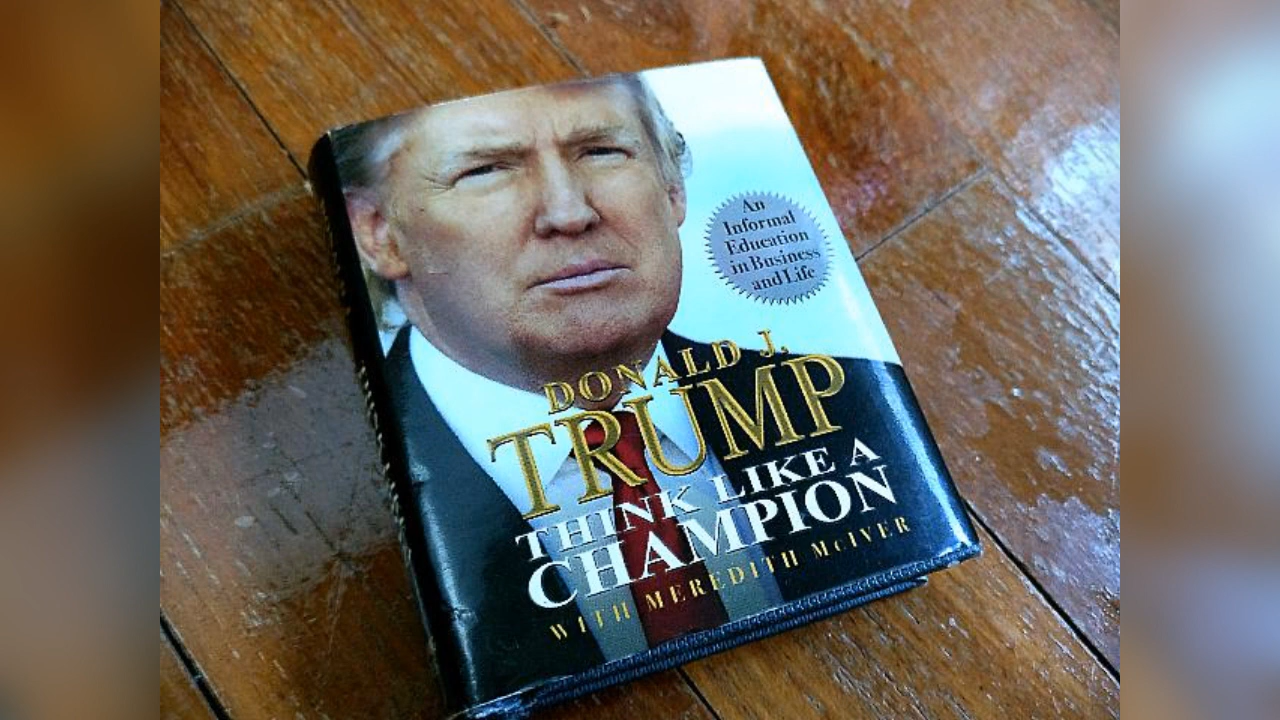 An
Informal
Education
in Business
and Life
DONALD J.
TRUMP
THINK LIKE A
CHAMPION
WITH MEREDITH McIVER